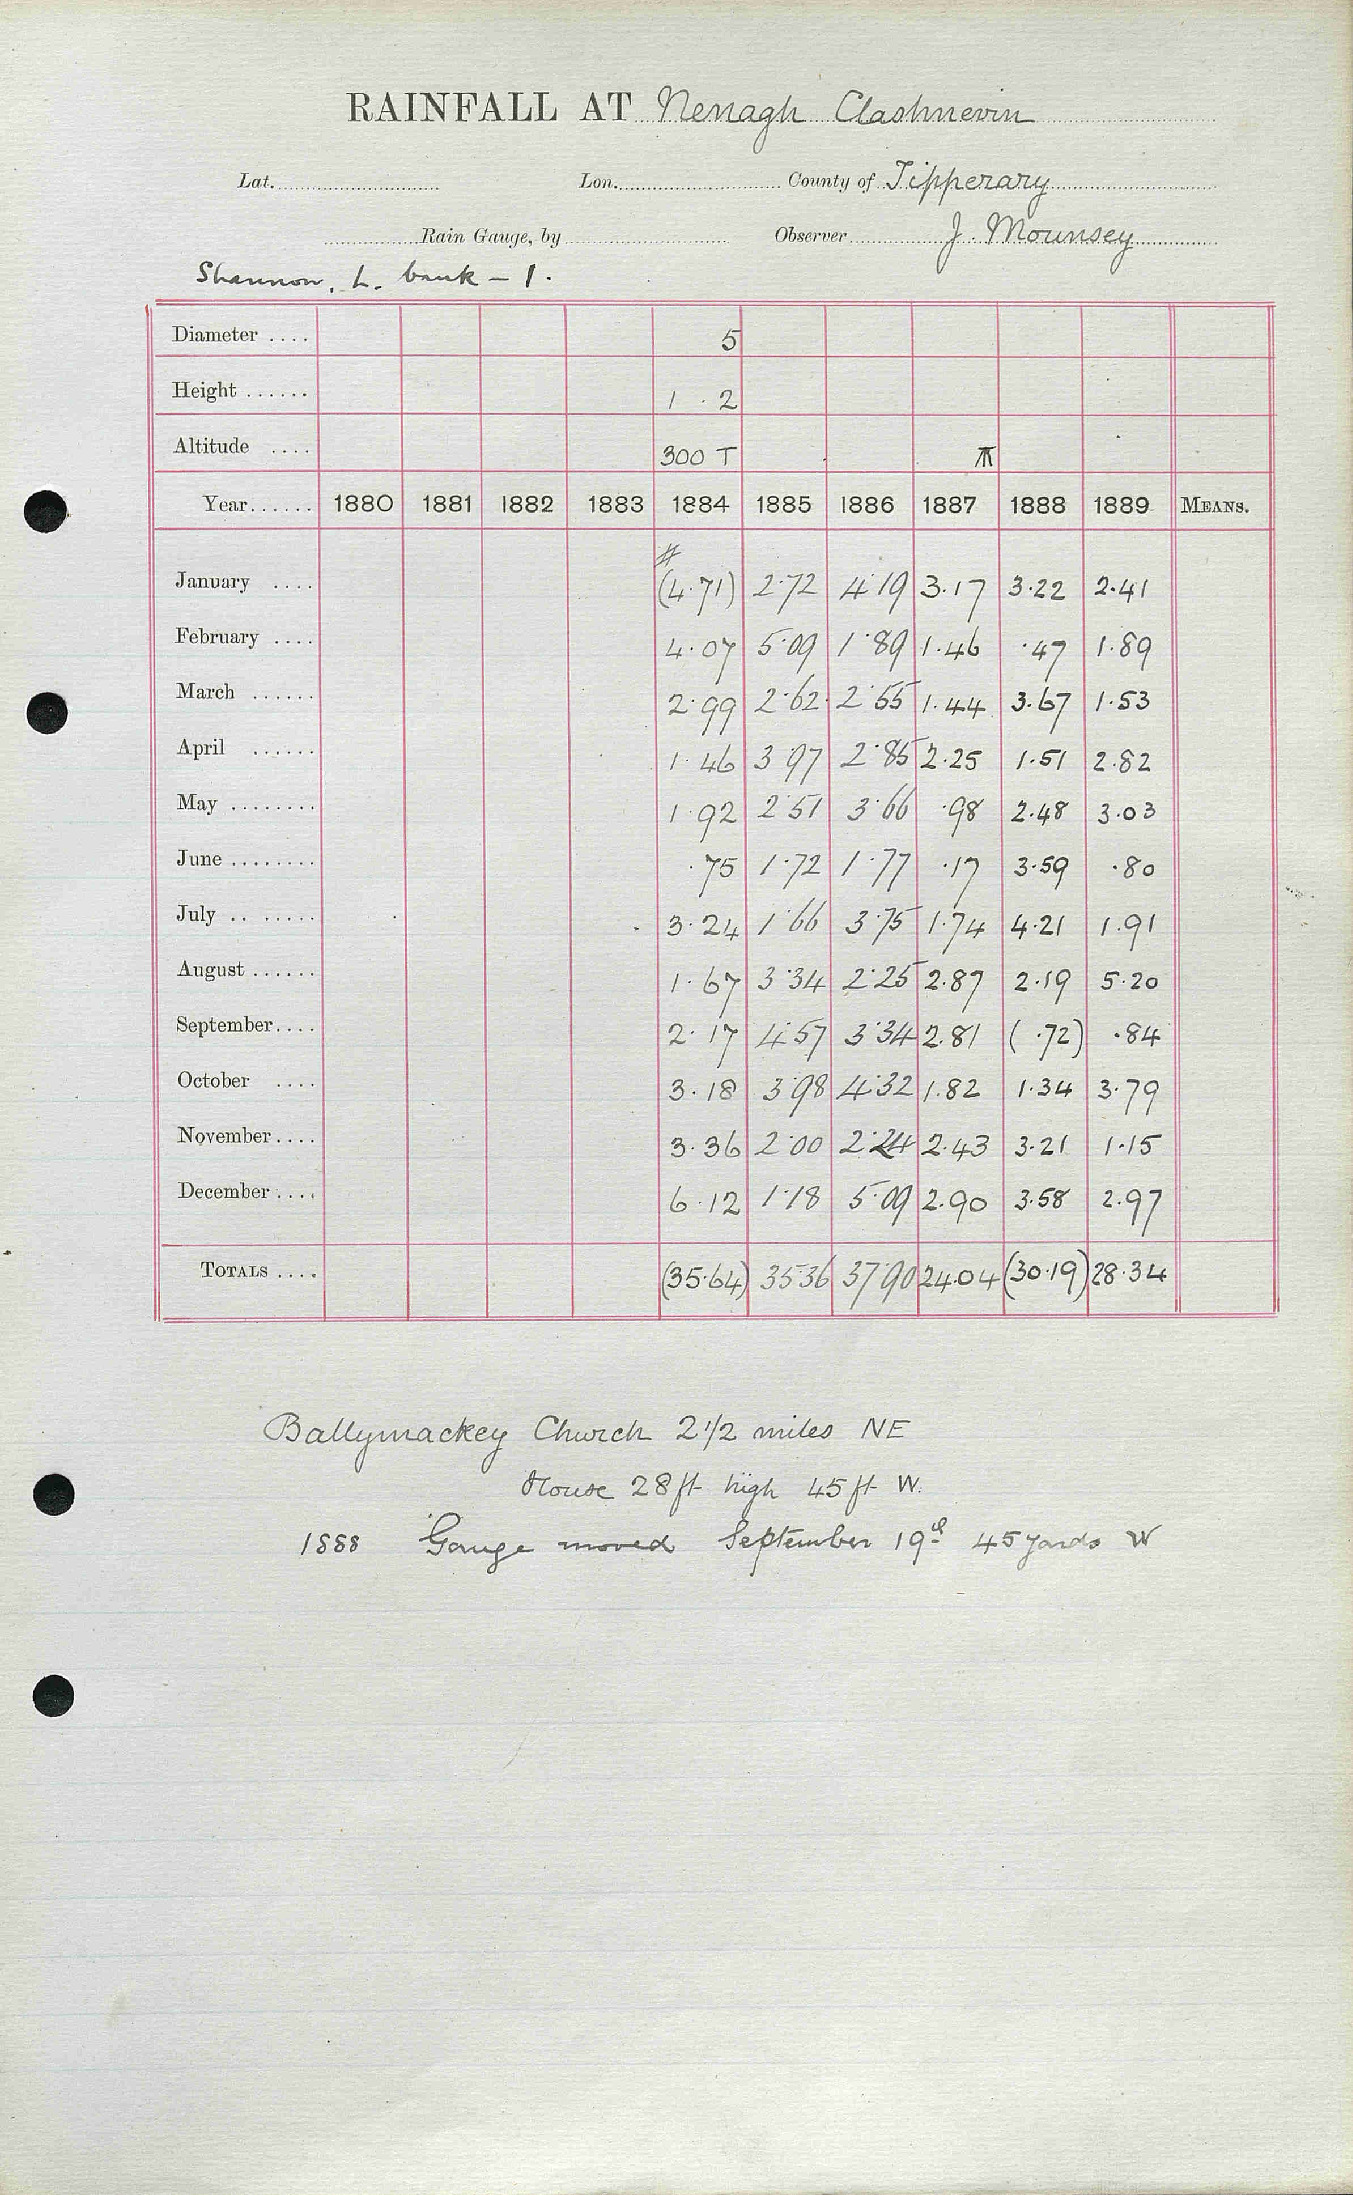 RAINFALL AT Nenagh Clashnevin
Lat. Lon. County of Tipperary
Rain Gauge, by Observer J. Mounsey
Shannon, L. bank – 1.
Diameter .... 5
Height ...... 1 . 2
Altitude .... 300 T
Year...... 1880 1881 1882 1883 1884 1885 1886 1887 1888 1889 MEANS.
#
January .... (4.71) 2.72 4.19 3.17 3.22 2.41
February .... 4.07 5.09 1.89 1.46 .47 1.89
March ...... 2.99 2.62 2.55 1.44 3.67 1.53
April ...... 1.46 3.97 2.85 2.25 1.51 2.82
May ........ 1.92 2.51 3.66 .98 2.48 3.03
June ........ .75 1.72 1.77 .17 3.59 .80
July .. ..... 3.24 1.66 3.75 1.74 4.21 1.91
August ...... 1.67 3.34 2.25 2.87 2.19 5.20
September.... 2.17 4.57 3.34 2.81 (.72) .84
October .... 3.18 3.98 4.32 1.82 1.34 3.79
November.... 3.36 2.00 2.24 2.43 3.21 1.15
December.... 6.12 1.18 5.09 2.90 3.58 2.97
TOTALS .... (35.64) 35.36 37.90 24.04 (30.19) 28.34
Ballymackey Church 2 1/2 miles NE
House 28 ft high 45 ft W.
1888 Gauge moved September 19th 45 yards W